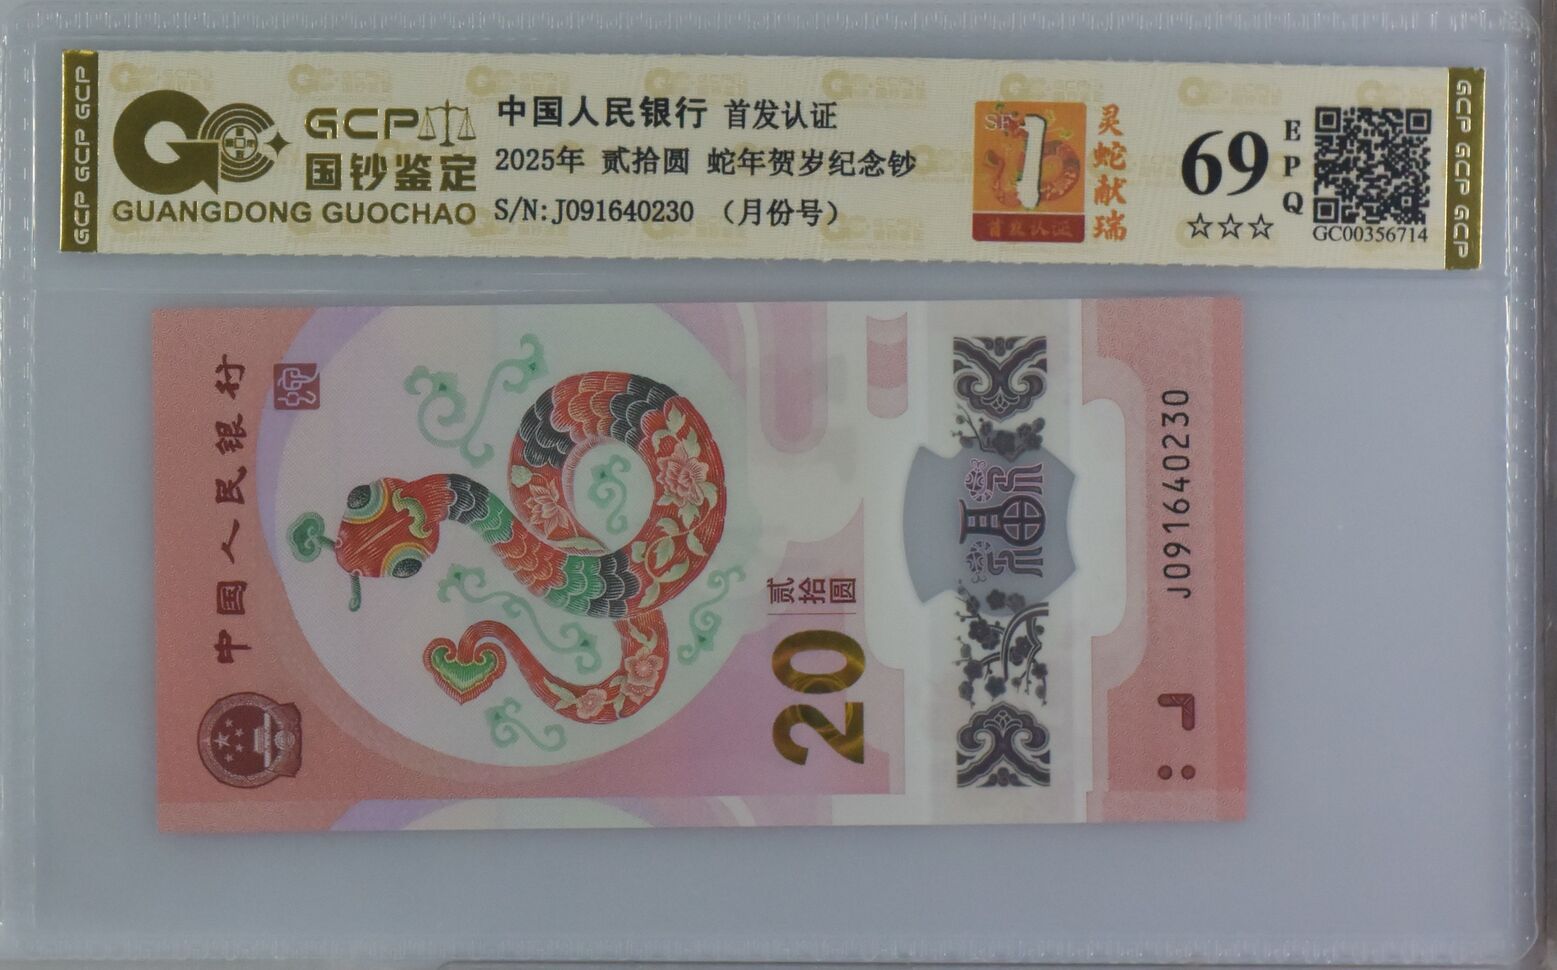 GCP GCP GCP
GCP
国钞鉴定
GUANGDONG GUOCHAO
中国人民银行 首发认证
2025年 贰拾圆 蛇年贺岁纪念钞
S/N:J091640230 (月份号)
首发认证
灵蛇献瑞
69
EPQ
☆☆☆
GC00356714
GCP GCP GCP
中国人民银行
贰拾圆
20
福
J091640230